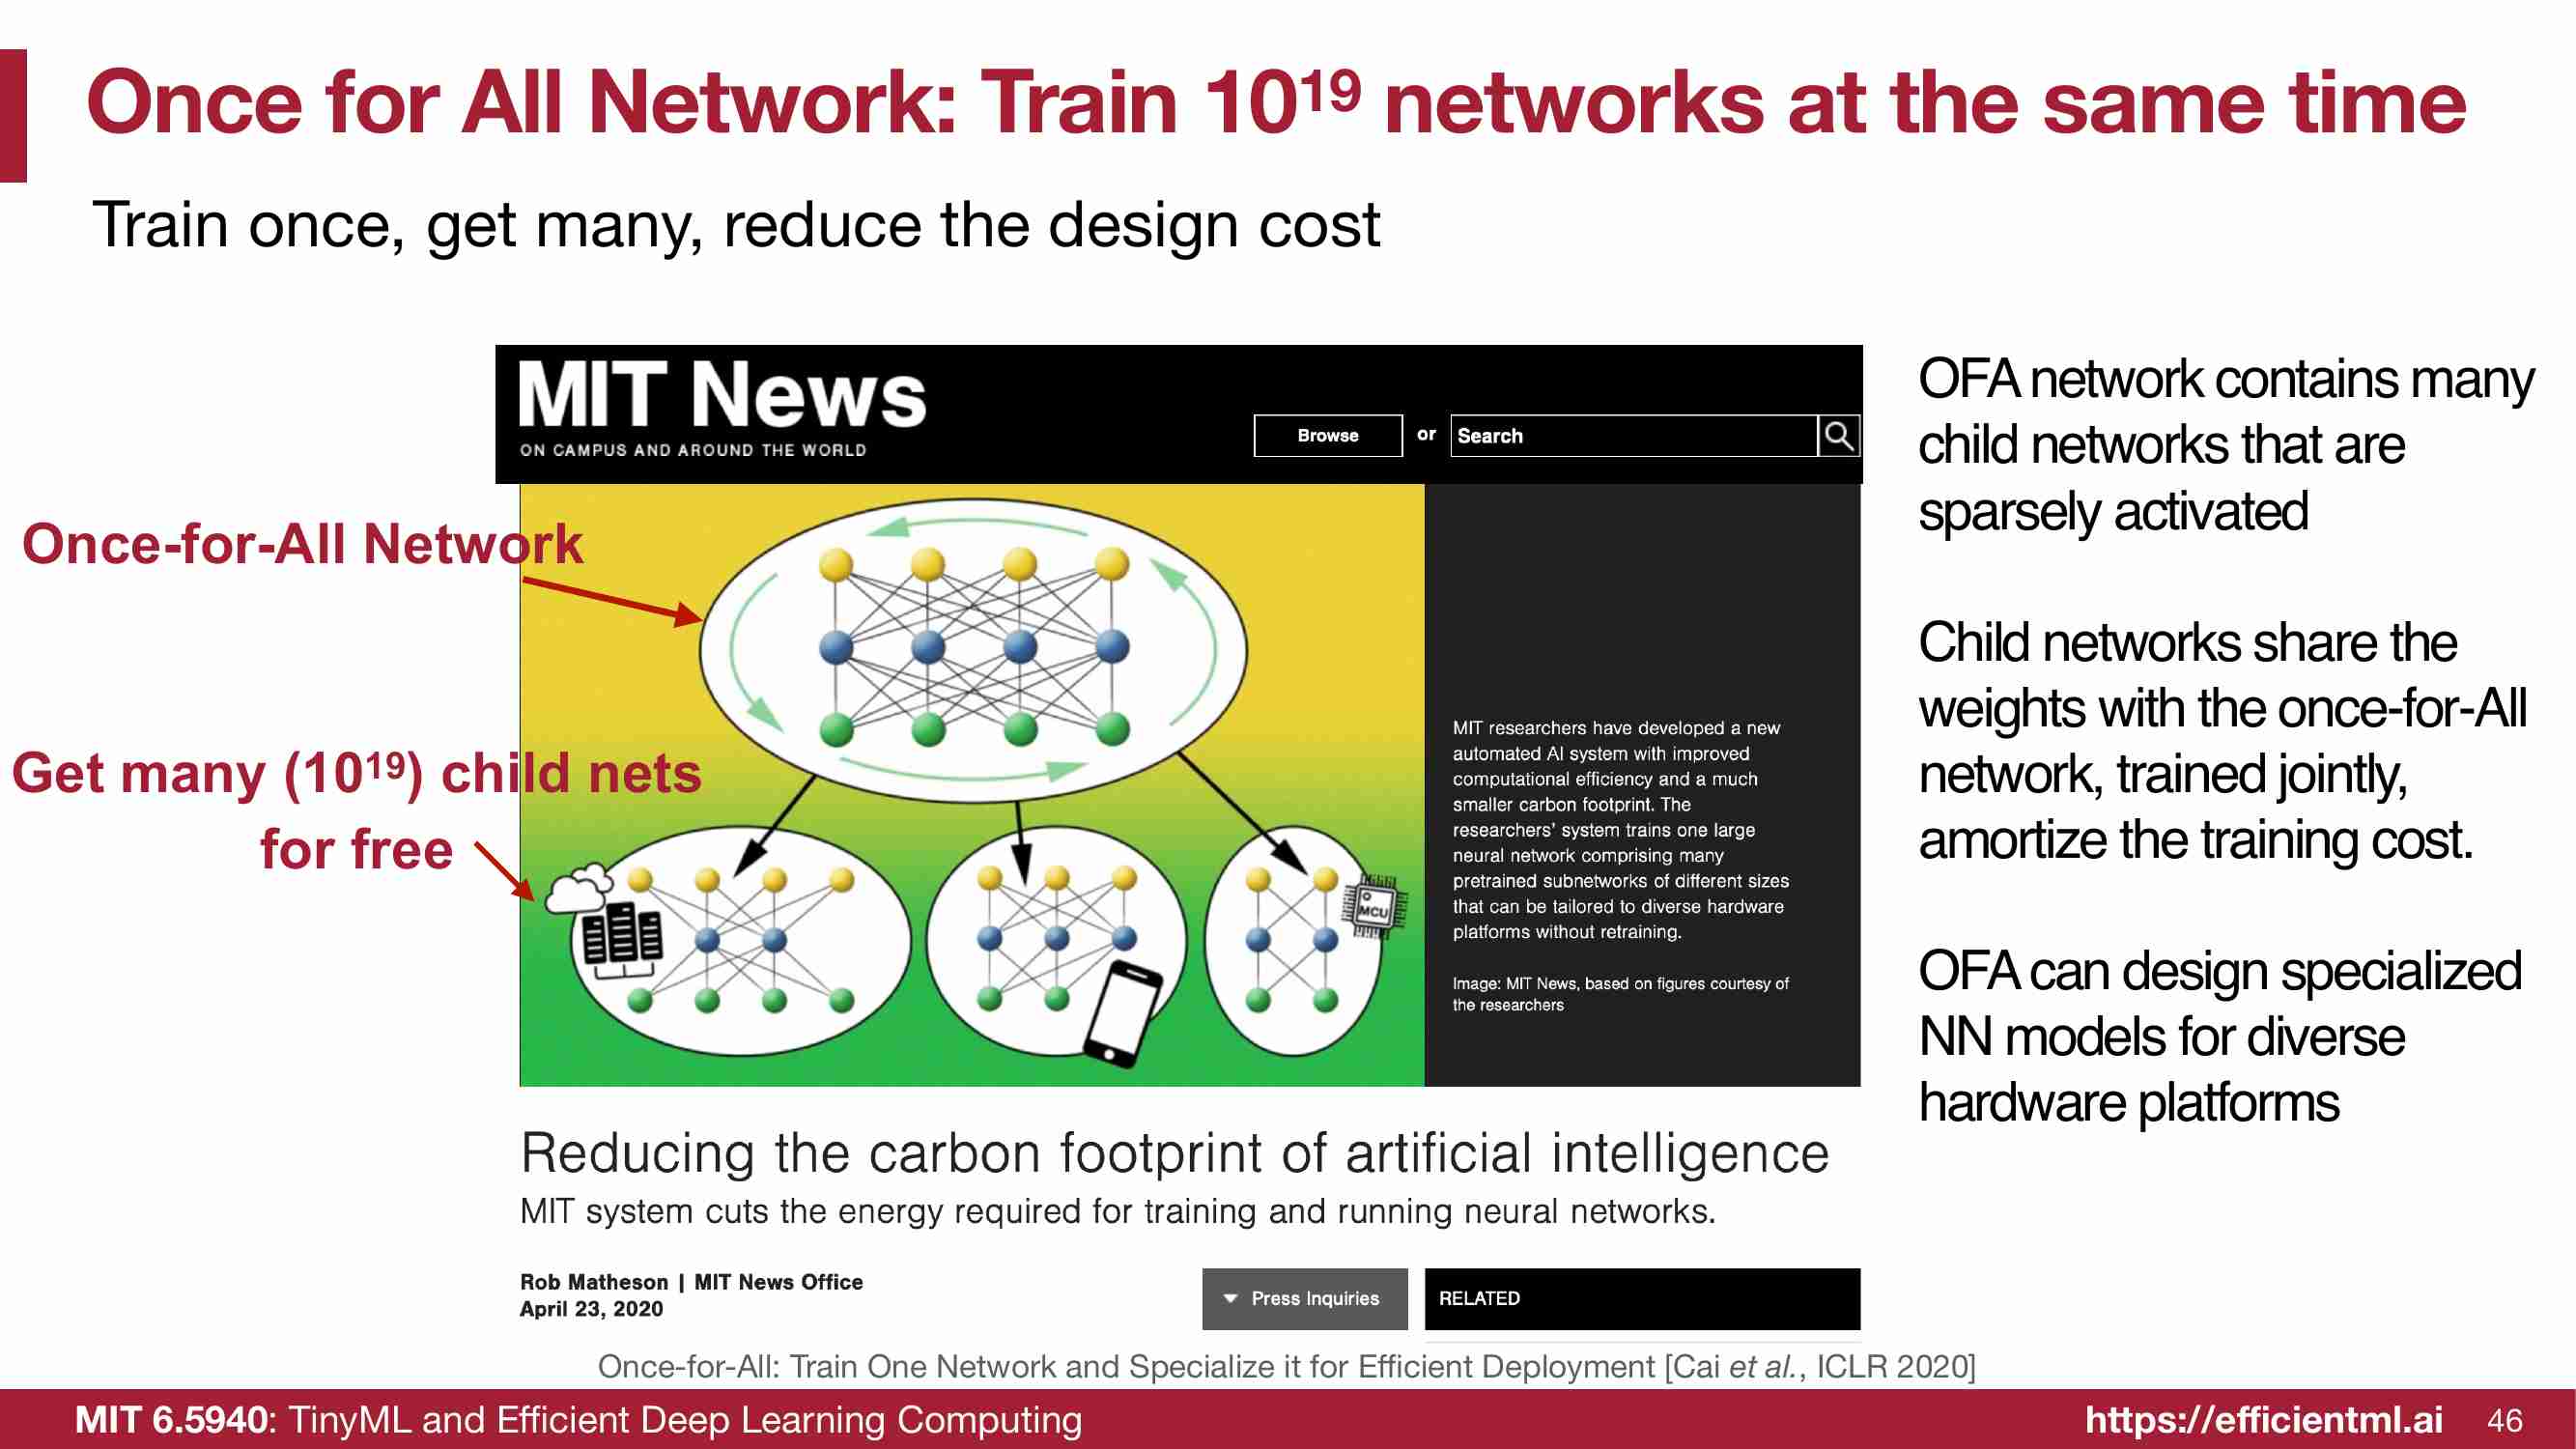 Once for All Network: Train 10¹⁹ networks at the same time
Train once, get many, reduce the design cost
MIT News
ON CAMPUS AND AROUND THE WORLD
Browse or Search
Once-for-All Network
Get many (10¹⁹) child nets
for free
MCU
MIT researchers have developed a new
automated AI system with improved
computational efficiency and a much
smaller carbon footprint. The
researchers' system trains one large
neural network comprising many
pretrained subnetworks of different sizes
that can be tailored to diverse hardware
platforms without retraining.
Image: MIT News, based on figures courtesy of
the researchers
Reducing the carbon footprint of artificial intelligence
MIT system cuts the energy required for training and running neural networks.
Rob Matheson | MIT News Office
April 23, 2020
Press Inquiries
RELATED
OFA network contains many
child networks that are
sparsely activated
Child networks share the
weights with the once-for-All
network, trained jointly,
amortize the training cost.
OFA can design specialized
NN models for diverse
hardware platforms
Once-for-All: Train One Network and Specialize it for Efficient Deployment [Cai et al., ICLR 2020]
MIT 6.5940: TinyML and Efficient Deep Learning Computing
https://efficientml.ai 46